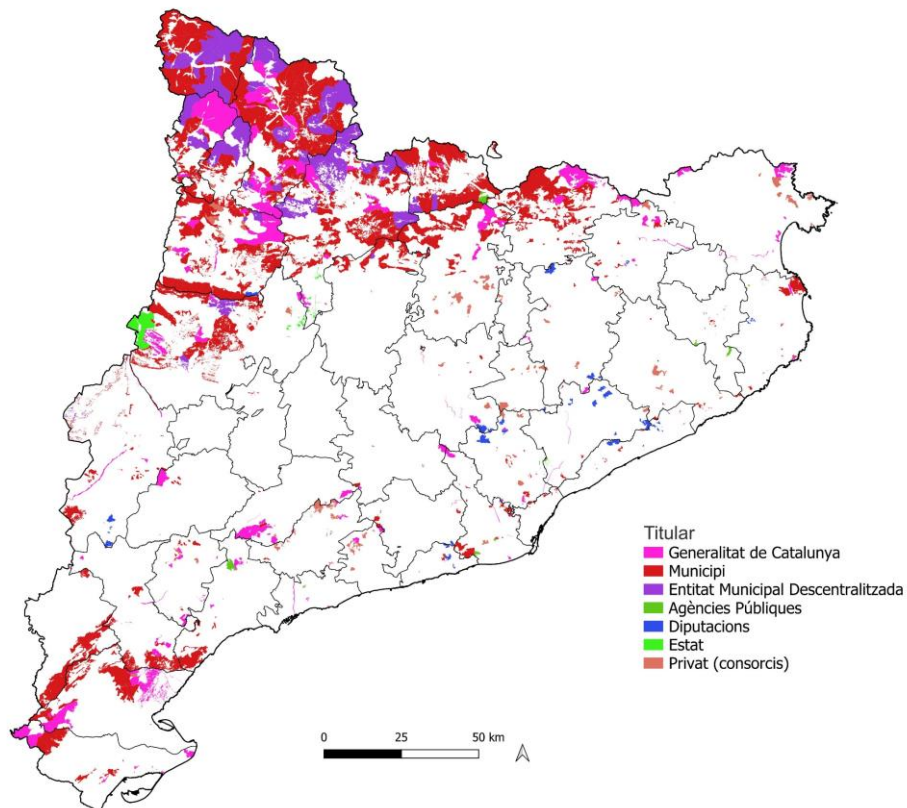 Titular
Generalitat de Catalunya
Municipi
Entitat Municipal Descentralitzada
Agències Públiques
Diputacions
Estat
Privat (consorcis)
0 25 50 km